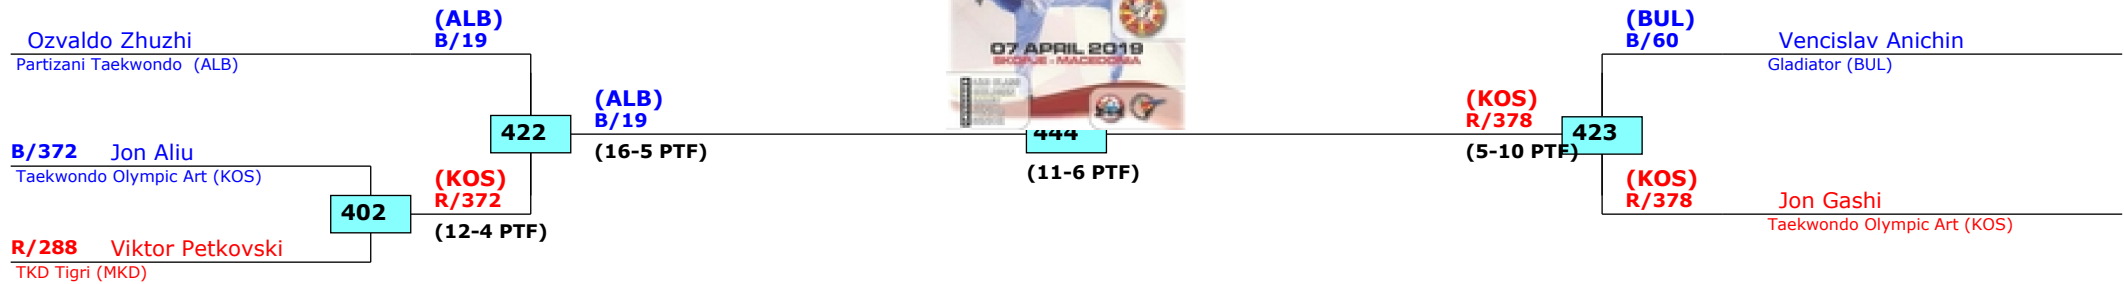 (ALB)
B/19
Ozvaldo Zhuzhi
Partizani Taekwondo (ALB)
422
(ALB)
B/19
(16-5 PTF)
B/372 Jon Aliu
Taekwondo Olympic Art (KOS)
(KOS)
R/372
402
(12-4 PTF)
R/288 Viktor Petkovski
TKD Tigri (MKD)
07 APRIL 2019
SKOPJE - MACEDONIA
444
(11-6 PTF)
(BUL)
B/60
Vencislav Anichin
Gladiator (BUL)
(KOS)
R/378
423
(5-10 PTF)
(KOS)
R/378
Jon Gashi
Taekwondo Olympic Art (KOS)